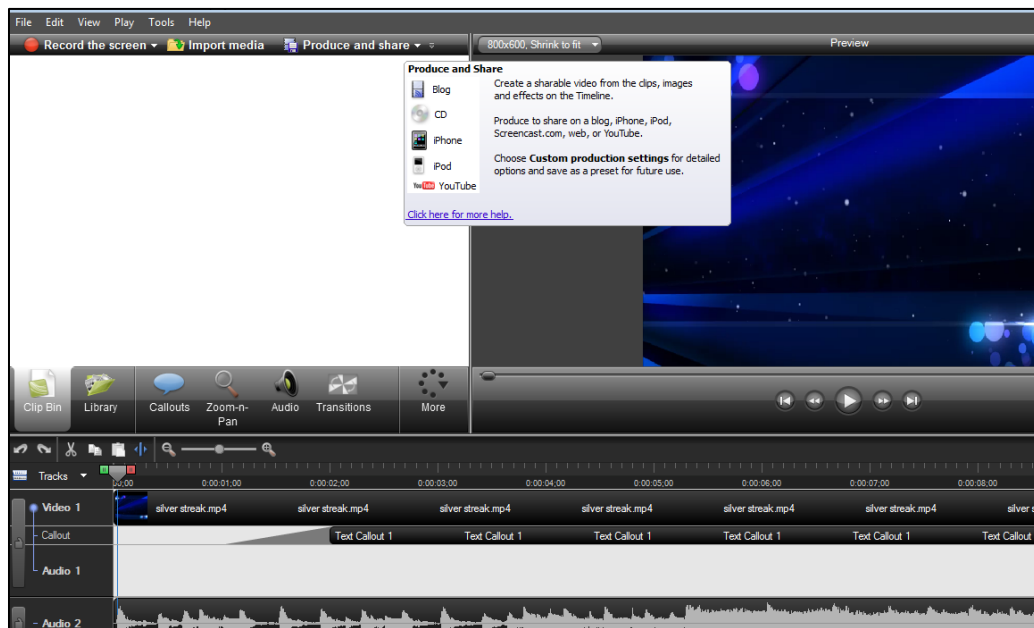 File Edit View Play Tools Help
Record the screen Import media Produce and share
800x600, Shrink to fit
Preview
Produce and Share
Blog
CD
iPhone
iPod
YouTube YouTube
Create a sharable video from the clips, images
and effects on the Timeline.
Produce to share on a blog, iPhone, iPod,
Screencast.com, web, or YouTube.
Choose Custom production settings for detailed
options and save as a preset for future use.
Click here for more help.
Clip Bin Library Callouts Zoom-n- Audio Transitions More
Pan
Tracks
00;00 0:00:01;00 0:00:02;00 0:00:03;00 0:00:04;00 0:00:05;00 0:00:06;00 0:00:07;00 0:00:08;00
Video 1 silver streak.mp4 silver streak.mp4 silver streak.mp4 silver streak.mp4 silver streak.mp4 silver streak.mp4 silver s
Callout Text Callout 1 Text Callout 1 Text Callout 1 Text Callout 1 Text Callout 1 Text Callout
Audio 1
Audio 2